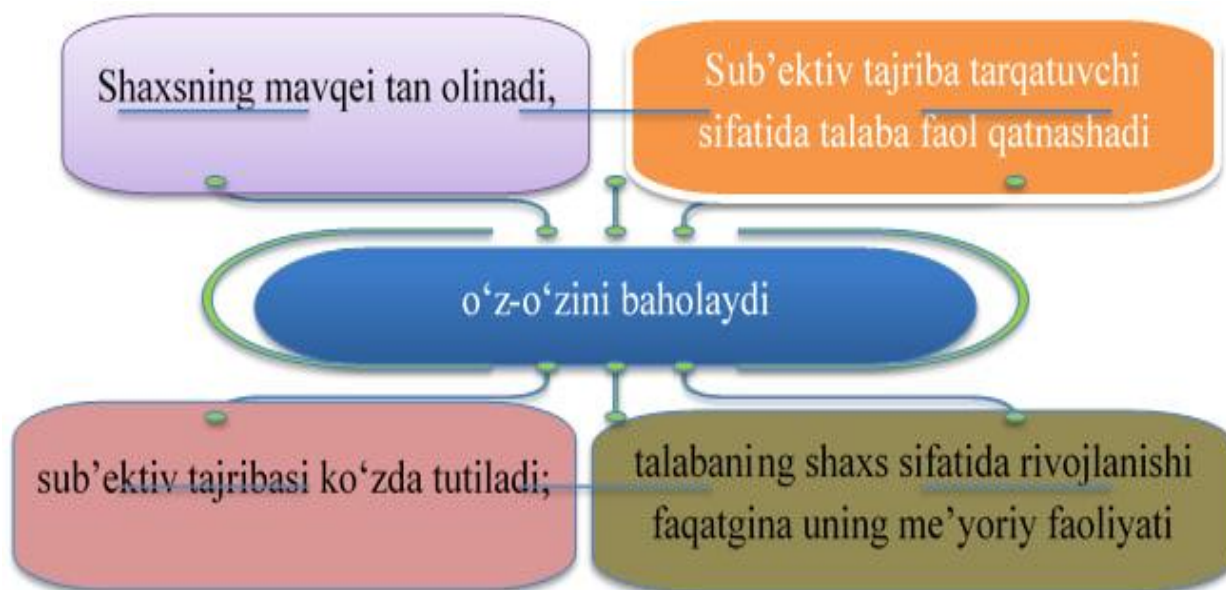 Shaxsning mavqei tan olinadi,
Sub’ektiv tajriba tarqatuvchi
sifatida talaba faol qatnashadi
o‘z-o‘zini baholaydi
sub’ektiv tajribasi ko‘zda tutiladi;
talabaning shaxs sifatida rivojlanishi
faqatgina uning me’yoriy faoliyati